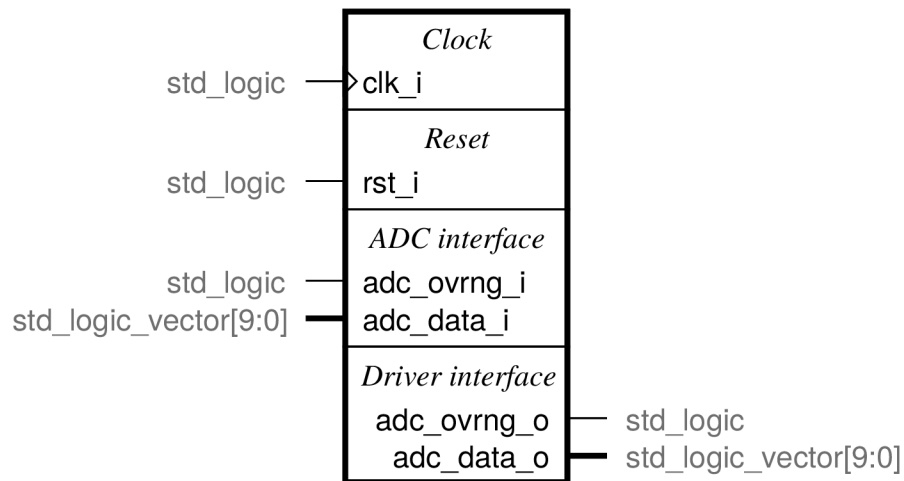 Clock
std_logic clk_i
Reset
std_logic rst_i
ADC interface
std_logic adc_ovrng_i
std_logic_vector[9:0] adc_data_i
Driver interface
adc_ovrng_o std_logic
adc_data_o std_logic_vector[9:0]